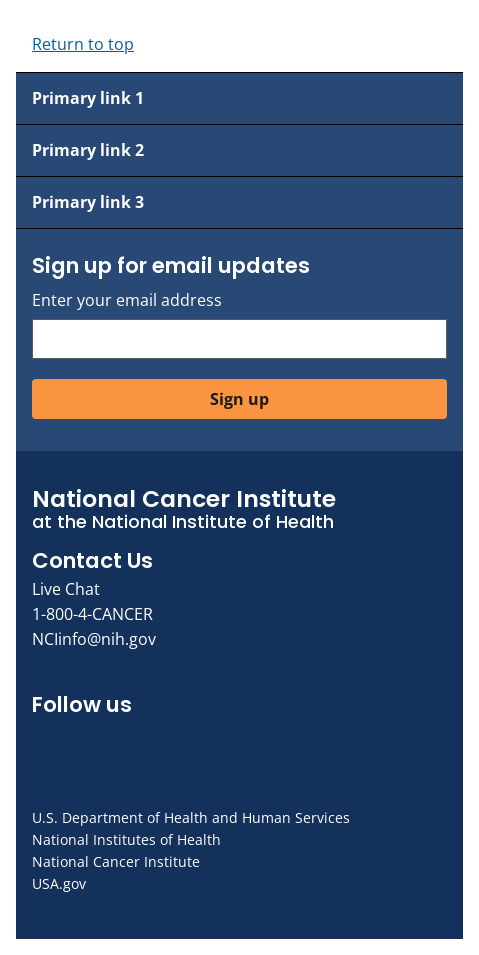 Return to top
Primary link 1
Primary link 2
Primary link 3
Sign up for email updates
Enter your email address
Sign up
National Cancer Institute
at the National Institute of Health
Contact Us
Live Chat
1-800-4-CANCER
NCIinfo@nih.gov
Follow us
U.S. Department of Health and Human Services
National Institutes of Health
National Cancer Institute
USA.gov